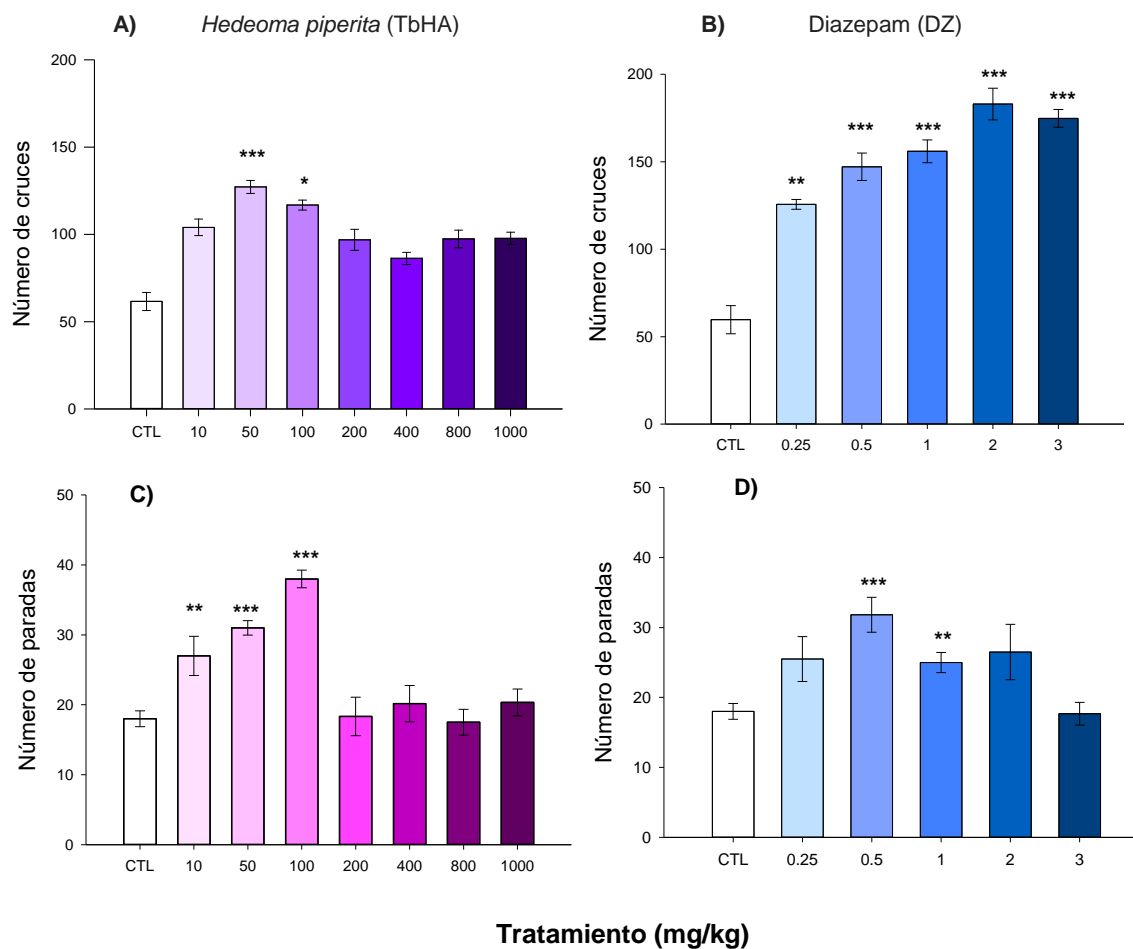 A) Hedeoma piperita (TbHA)
Número de cruces
200
150
100
50
0
***
*
CTL 10 50 100 200 400 800 1000
B) Diazepam (DZ)
Número de cruces
200
150
100
50
0
**
***
***
***
***
CTL 0.25 0.5 1 2 3
C)
Número de paradas
50
40
30
20
10
0
**
***
***
CTL 10 50 100 200 400 800 1000
D)
Número de paradas
50
40
30
20
10
0
***
**
CTL 0.25 0.5 1 2 3
Tratamiento (mg/kg)